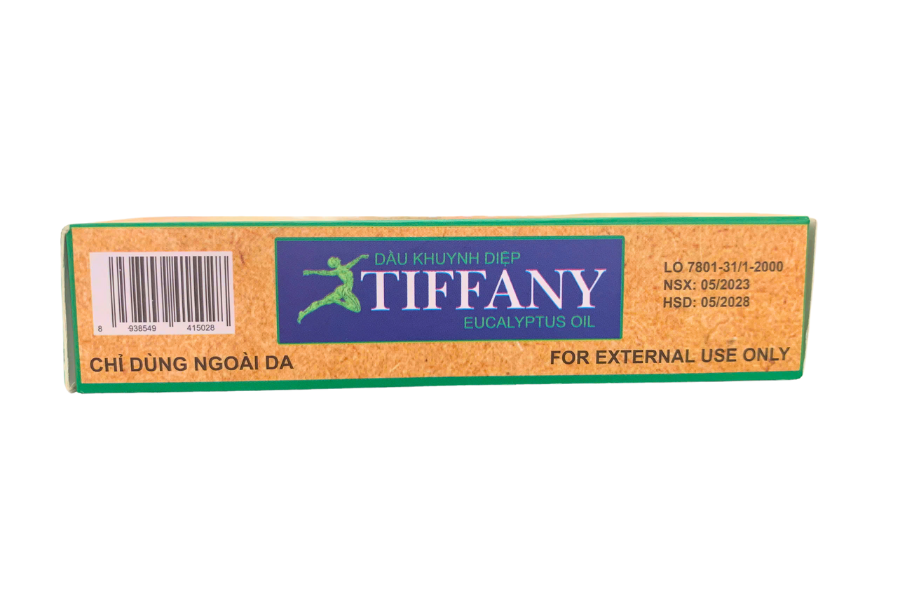 DẦU KHUYNH DIỆP
TIFFANY
EUCALYPTUS OIL
LO 7801-31/1-2000
NSX: 05/2023
HSD: 05/2028
8 938549 415028
CHỈ DÙNG NGOÀI DA
FOR EXTERNAL USE ONLY